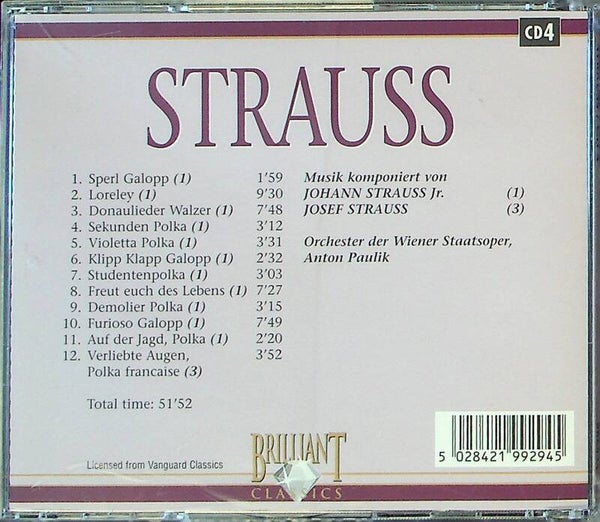 CD4
STRAUSS
1. Sperl Galopp (1) 1'59
2. Loreley (1) 9'30
3. Donaulieder Walzer (1) 7'48
4. Sekunden Polka (1) 3'12
5. Violetta Polka (1) 3'31
6. Klipp Klapp Galopp (1) 2'32
7. Studentenpolka (1) 3'03
8. Freut euch des Lebens (1) 7'27
9. Demolier Polka (1) 3'15
10. Furioso Galopp (1) 7'49
11. Auf der Jagd, Polka (1) 2'20
12. Verliebte Augen, 3'52
Polka francaise (3)
Total time: 51'52
Musik komponiert von
JOHANN STRAUSS Jr. (1)
JOSEF STRAUSS (3)
Orchester der Wiener Staatsoper,
Anton Paulik
Licensed from Vanguard Classics
BRILLIANT
CLASSICS
5 028421 992945